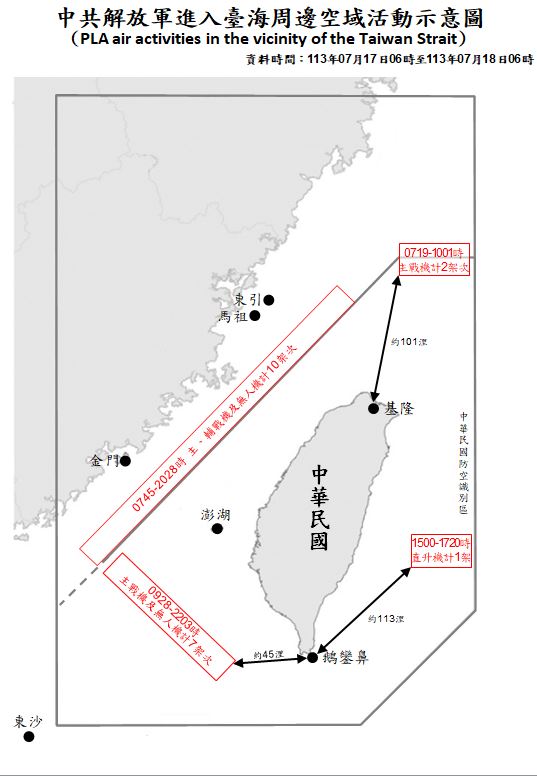 中共解放軍進入臺海周邊空域活動示意圖
(PLA air activities in the vicinity of the Taiwan Strait)
資料時間：113年07月17日06時至113年07月18日06時
0719-1001時
主戰機計2架次
東引
馬祖
約101浬
0745-2028時 主、輔戰機及無人機計10架次
基隆
中華民國防空識別區
金門
中華民國
澎湖
1500-1720時
直升機計1架
0928-2203時
主戰機及無人機計7架次
約113浬
約45浬
鵝鑾鼻
東沙